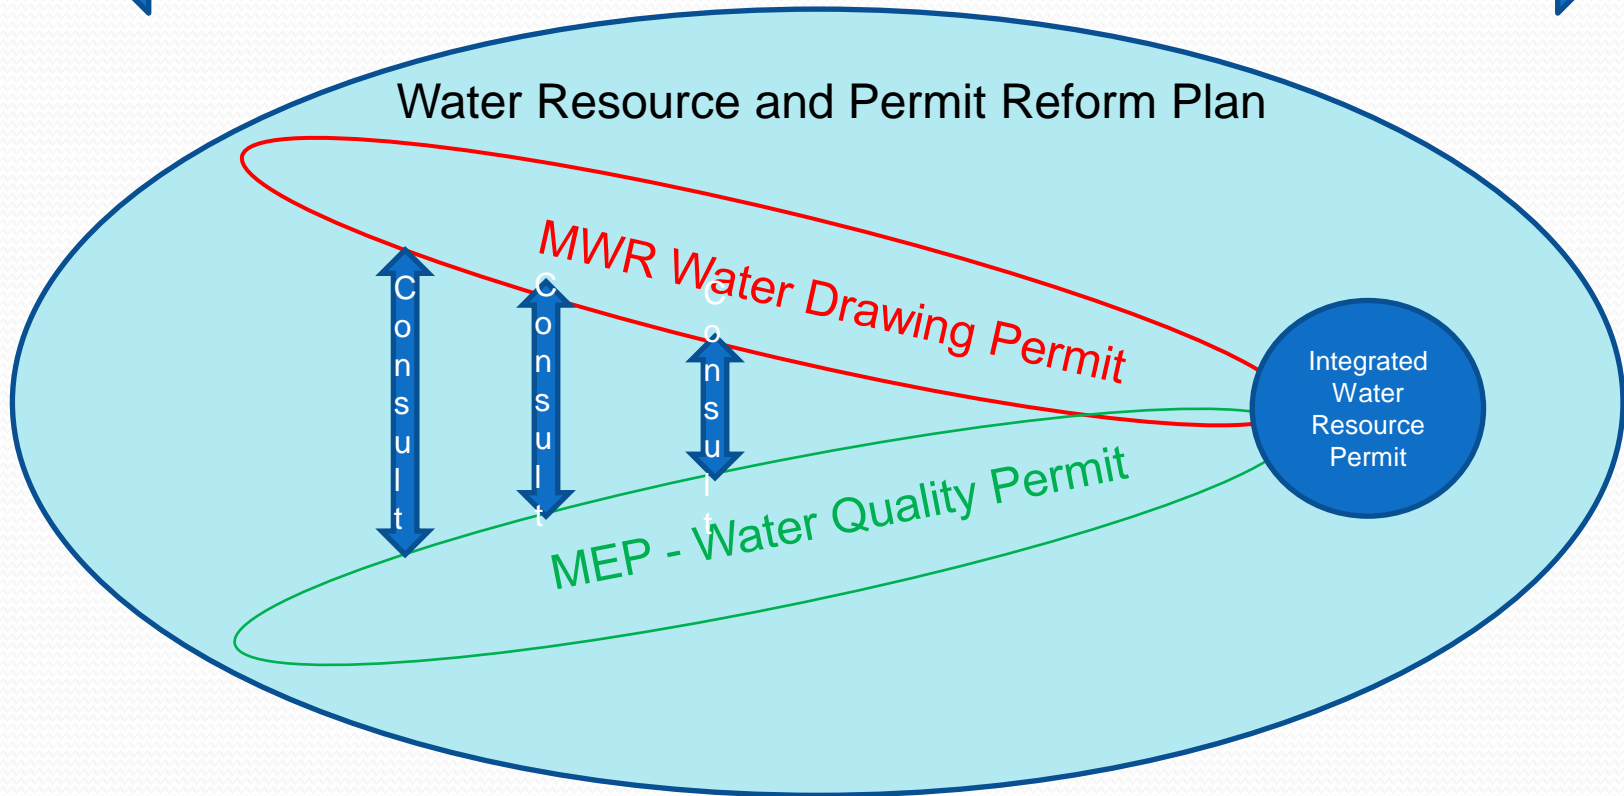 Water Resource and Permit Reform Plan
MWR Water Drawing Permit
Consult
Consult
Consult
MEP - Water Quality Permit
Integrated
Water
Resource
Permit